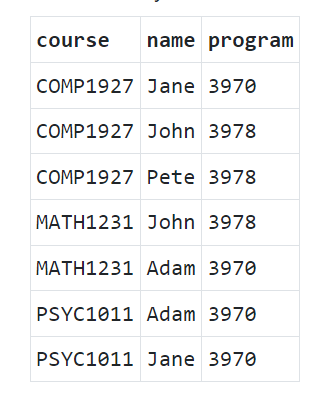 course name program
COMP1927 Jane 3970
COMP1927 John 3978
COMP1927 Pete 3978
MATH1231 John 3978
MATH1231 Adam 3970
PSYC1011 Adam 3970
PSYC1011 Jane 3970